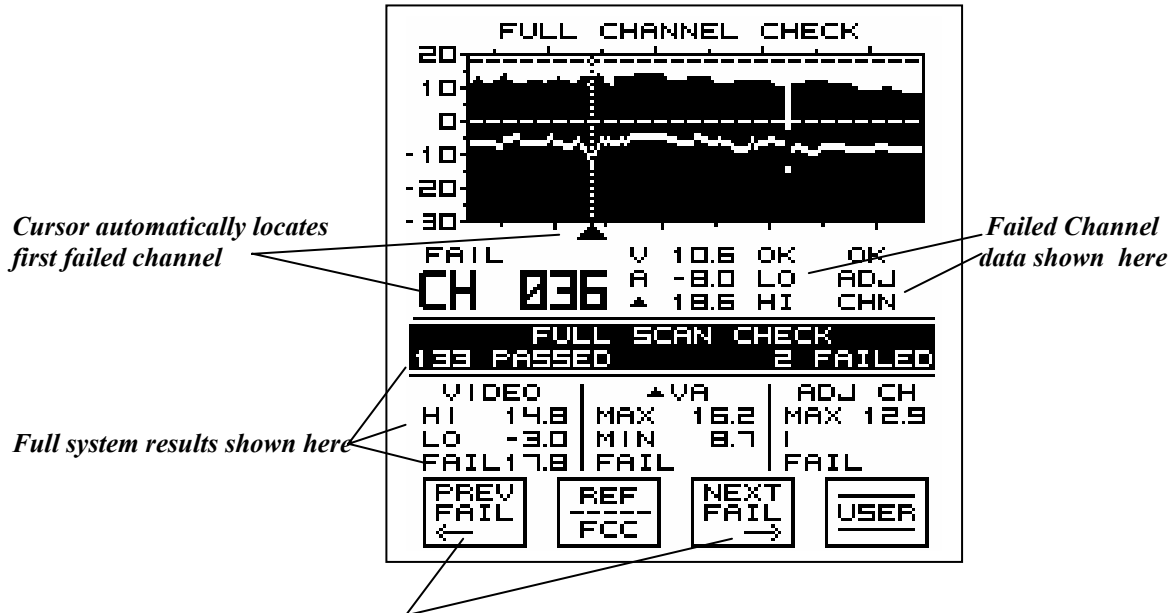 FULL CHANNEL CHECK
20
10
0
-10
-20
-30
Cursor automatically locates
first failed channel
Failed Channel
data shown here
FAIL V 10.6 OK OK
CH 036 A -8.0 LO ADJ
▲ 18.6 HI CHN
FULL SCAN CHECK
133 PASSED 2 FAILED
VIDEO ▲VA ADJ CH
HI 14.8 MAX 16.2 MAX 12.9
LO -3.0 MIN 8.7 I
FAIL17.8 FAIL FAIL
Full system results shown here
PREV
FAIL
←
REF
FCC
NEXT
FAIL
→
USER